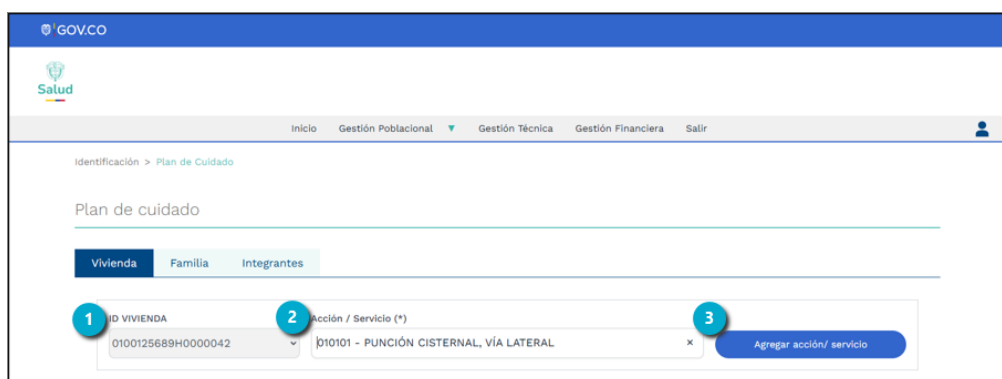 GOV.CO
Salud
Inicio Gestión Poblacional ▼ Gestión Técnica Gestión Financiera Salir
Identificación > Plan de Cuidado
Plan de cuidado
Vivienda Familia Integrantes
1 ID VIVIENDA 2 Acción / Servicio (*) 3
0100125689H0000042 010101 - PUNCIÓN CISTERNAL, VÍA LATERAL × Agregar acción/ servicio